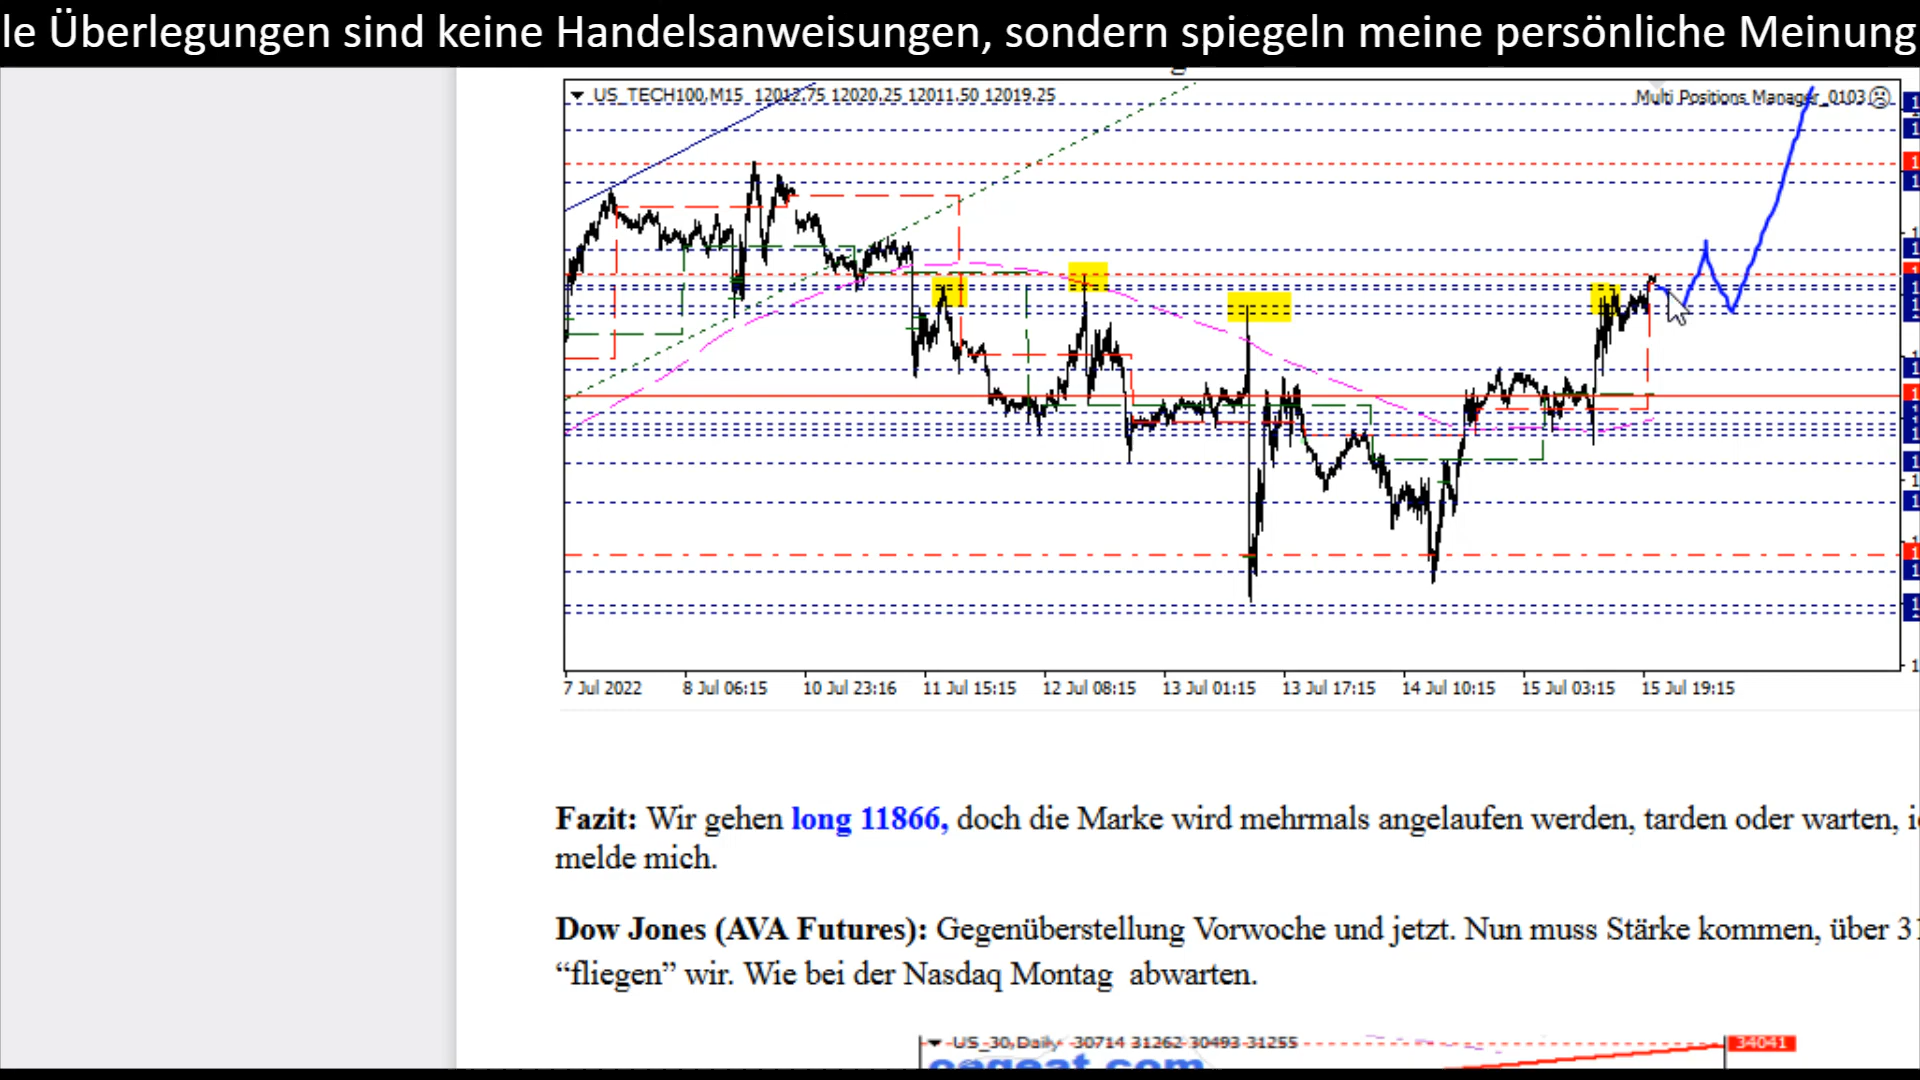 le Überlegungen sind keine Handelsanweisungen, sondern spiegeln meine persönliche Meinung
US_TECH100,M15 12012.75 12020.25 12011.50 12019.25
Multi Positions Manager_0103
7 Jul 2022 8 Jul 06:15 10 Jul 23:16 11 Jul 15:15 12 Jul 08:15 13 Jul 01:15 13 Jul 17:15 14 Jul 10:15 15 Jul 03:15 15 Jul 19:15
Fazit: Wir gehen long 11866, doch die Marke wird mehrmals angelaufen werden, tarden oder warten,
melde mich.
Dow Jones (AVA Futures): Gegenüberstellung Vorwoche und jetzt. Nun muss Stärke kommen, über 31
“fliegen” wir. Wie bei der Nasdaq Montag abwarten.
US_30,Daily 30714 31262 30493 31255
34041